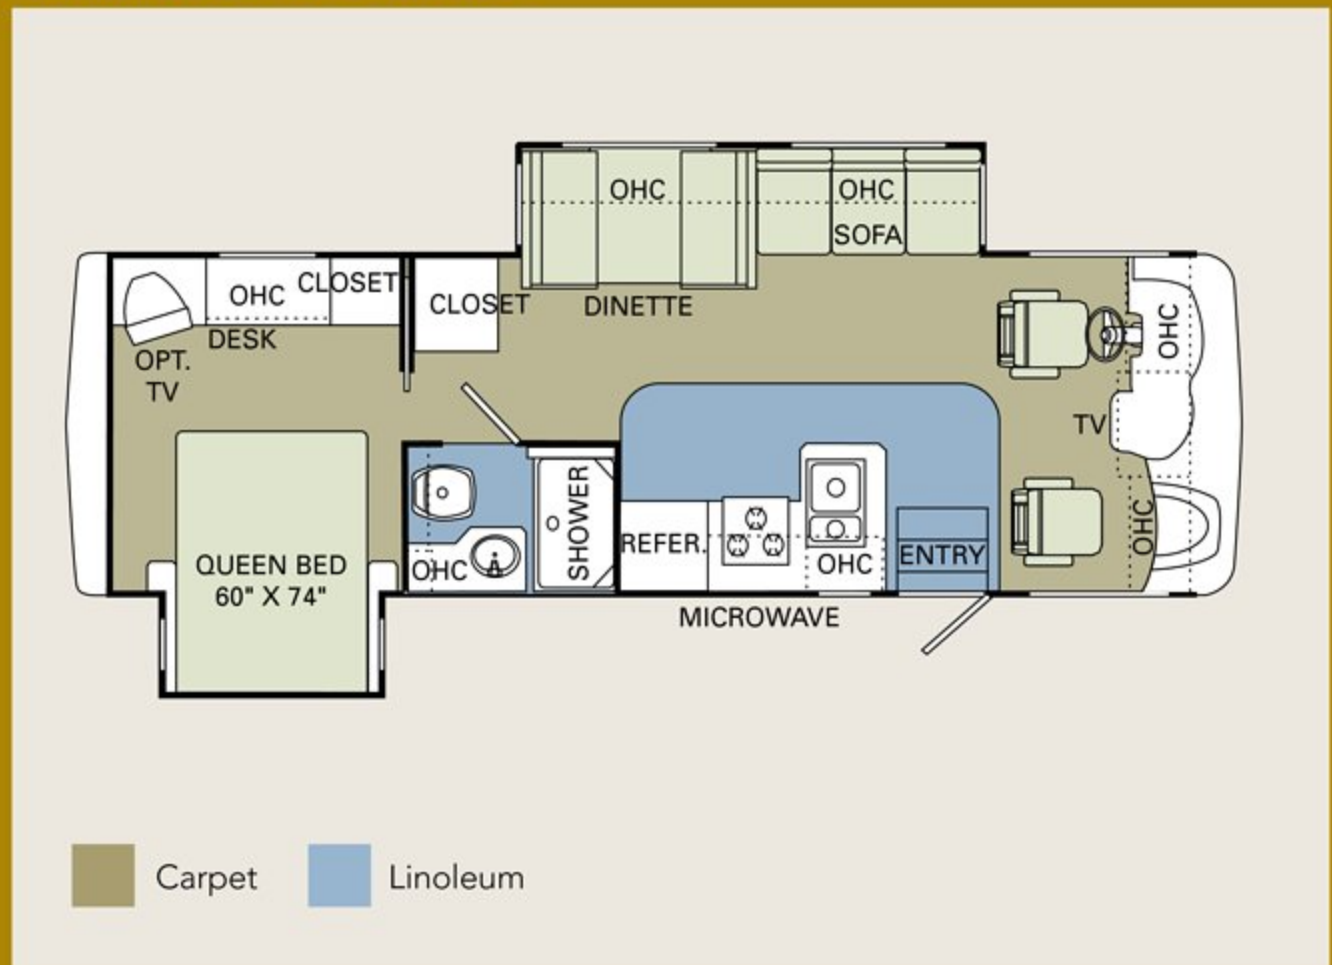 OHC
OHC
SOFA
OHC
CLOSET
CLOSET
DINETTE
DESK
OPT.
TV
OHC
TV
QUEEN BED
60" X 74"
OHC
SHOWER
REFER.
OHC
ENTRY
OHC
MICROWAVE
Carpet
Linoleum